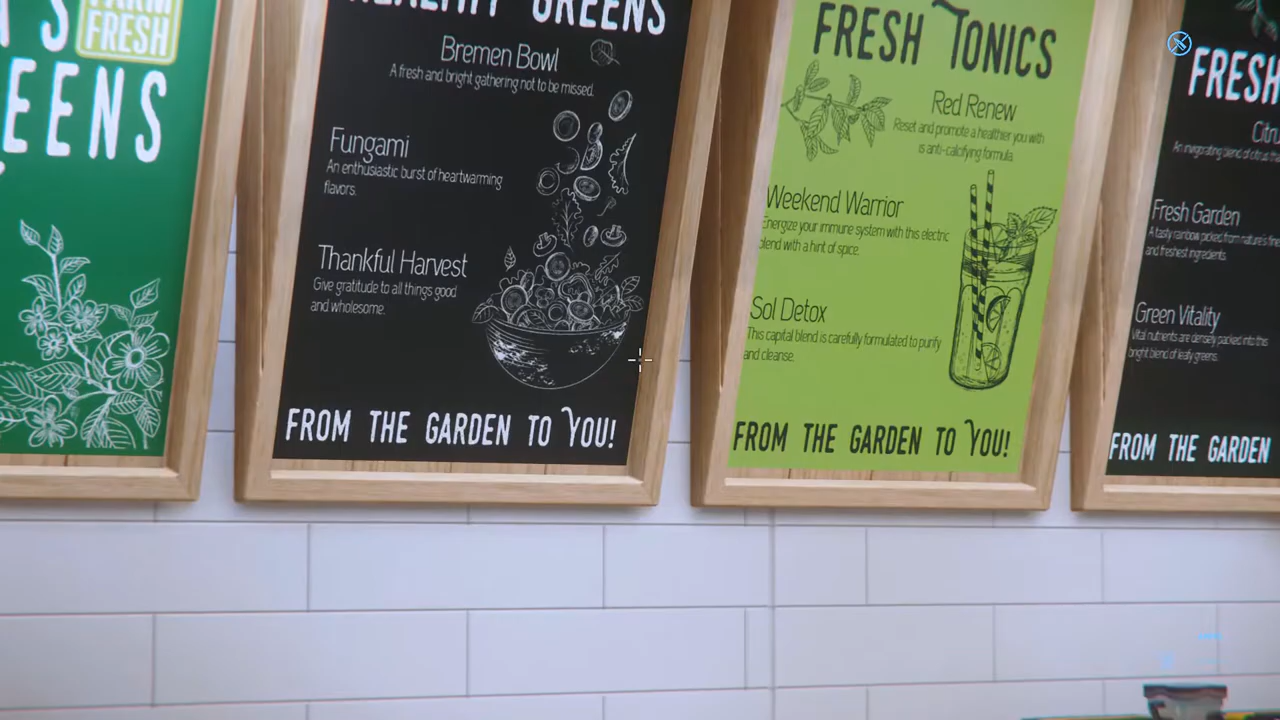 FARM
FRESH
EENS
HEALTHY GREENS
Bremen Bowl
A fresh and bright gathering not to be missed.
Fungami
An enthusiastic burst of heartwarming
flavors.
Thankful Harvest
Give gratitude to all things good
and wholesome.
FROM THE GARDEN TO YOU!
FRESH TONICS
Red Renew
Reset and promote a healthier you with
is anti-calcifying formula.
Weekend Warrior
Energize your immune system with this electric
blend with a hint of spice.
Sol Detox
This capital blend is carefully formulated to purify
and cleanse.
FROM THE GARDEN TO YOU!
FRESH
Citr
An invigorating blend of citrus
Fresh Garden
A tasty rainbow picked from nature's
and freshest ingredients.
Green Vitality
Vital nutrients are densely packed into this
bright blend of leafy greens.
FROM THE GARDEN